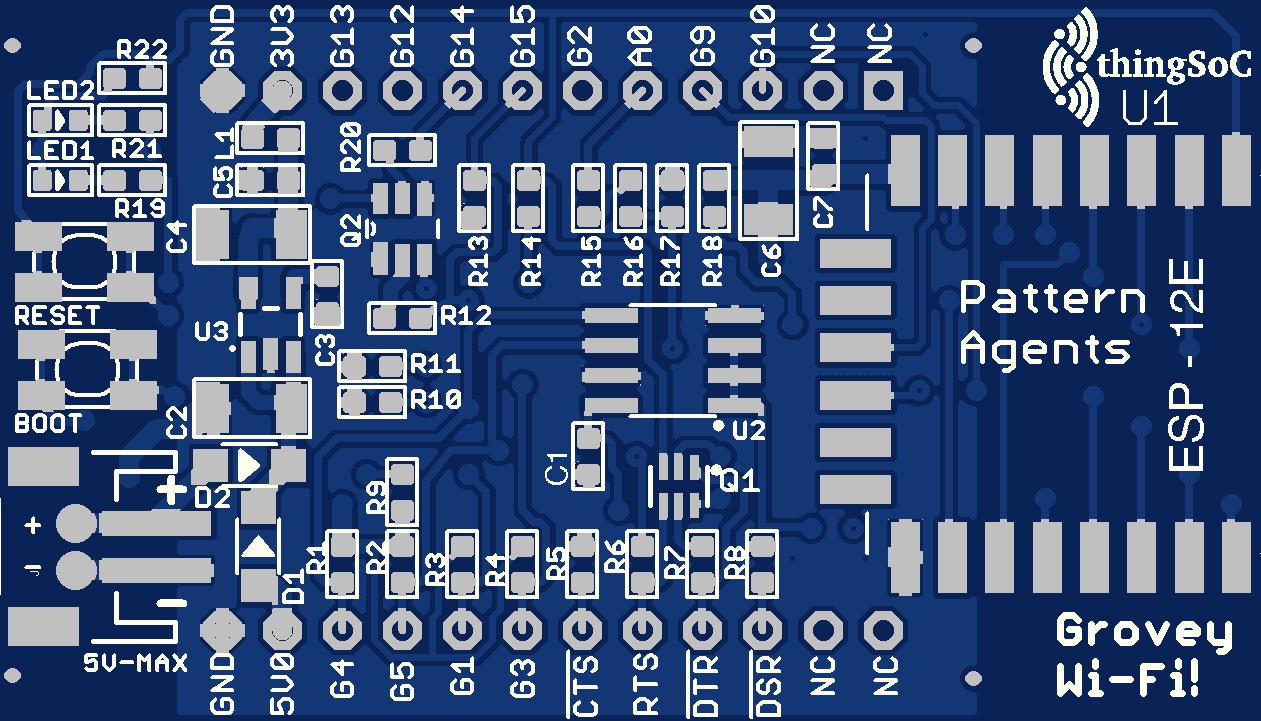 GND 3V3 G13 G12 G14 G15 G2 A0 G9 G10 NC NC
thingSoC
U1
R22
LED2
R21
LED1
R19
L1
C5
R20
C4
Q2
R13 R14 R15 R16 R17 R18
C6
C7
RESET
U3
C3
R12
R11
R10
BOOT
C2
Pattern
Agents
ESP-12E
U2
C1
Q1
D2
R9
+
+
-
-
D1
R1 R2 R3 R4 R5 R6 R7 R8
5V-MAX
GND 5V0 G4 G5 G1 G3 CTS RTS DTR DSR NC NC
Grovey
Wi-Fi!